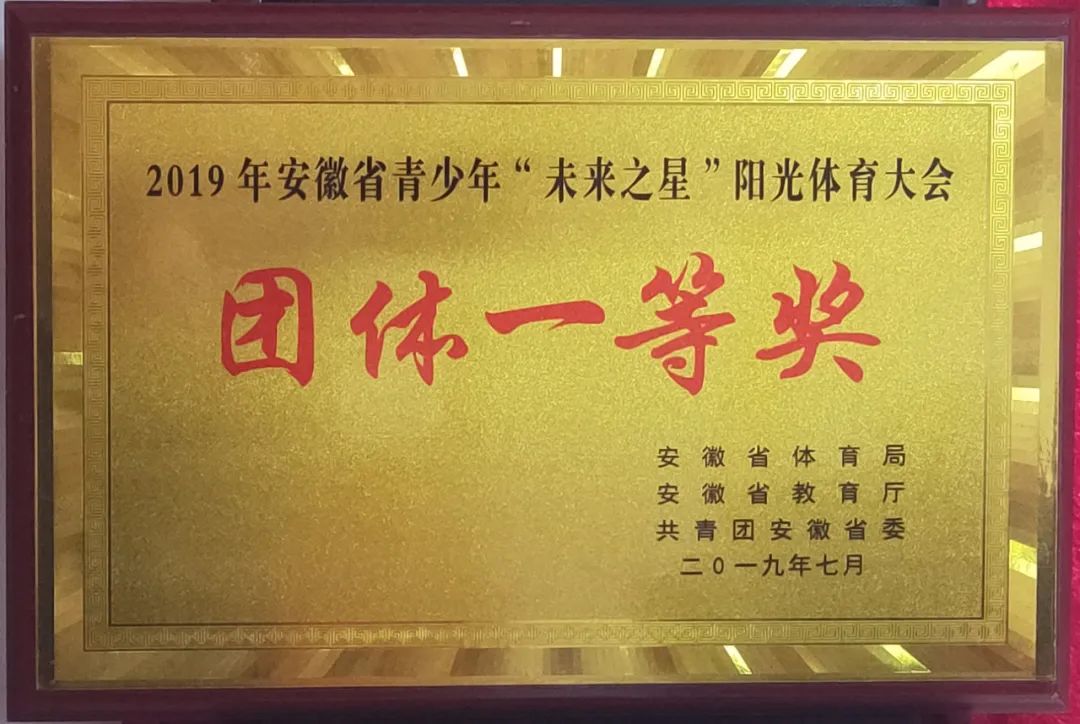 2019年安徽省青少年“未来之星”阳光体育大会
团体一等奖
安徽省体育局
安徽省教育厅
共青团安徽省委
二0一九年七月